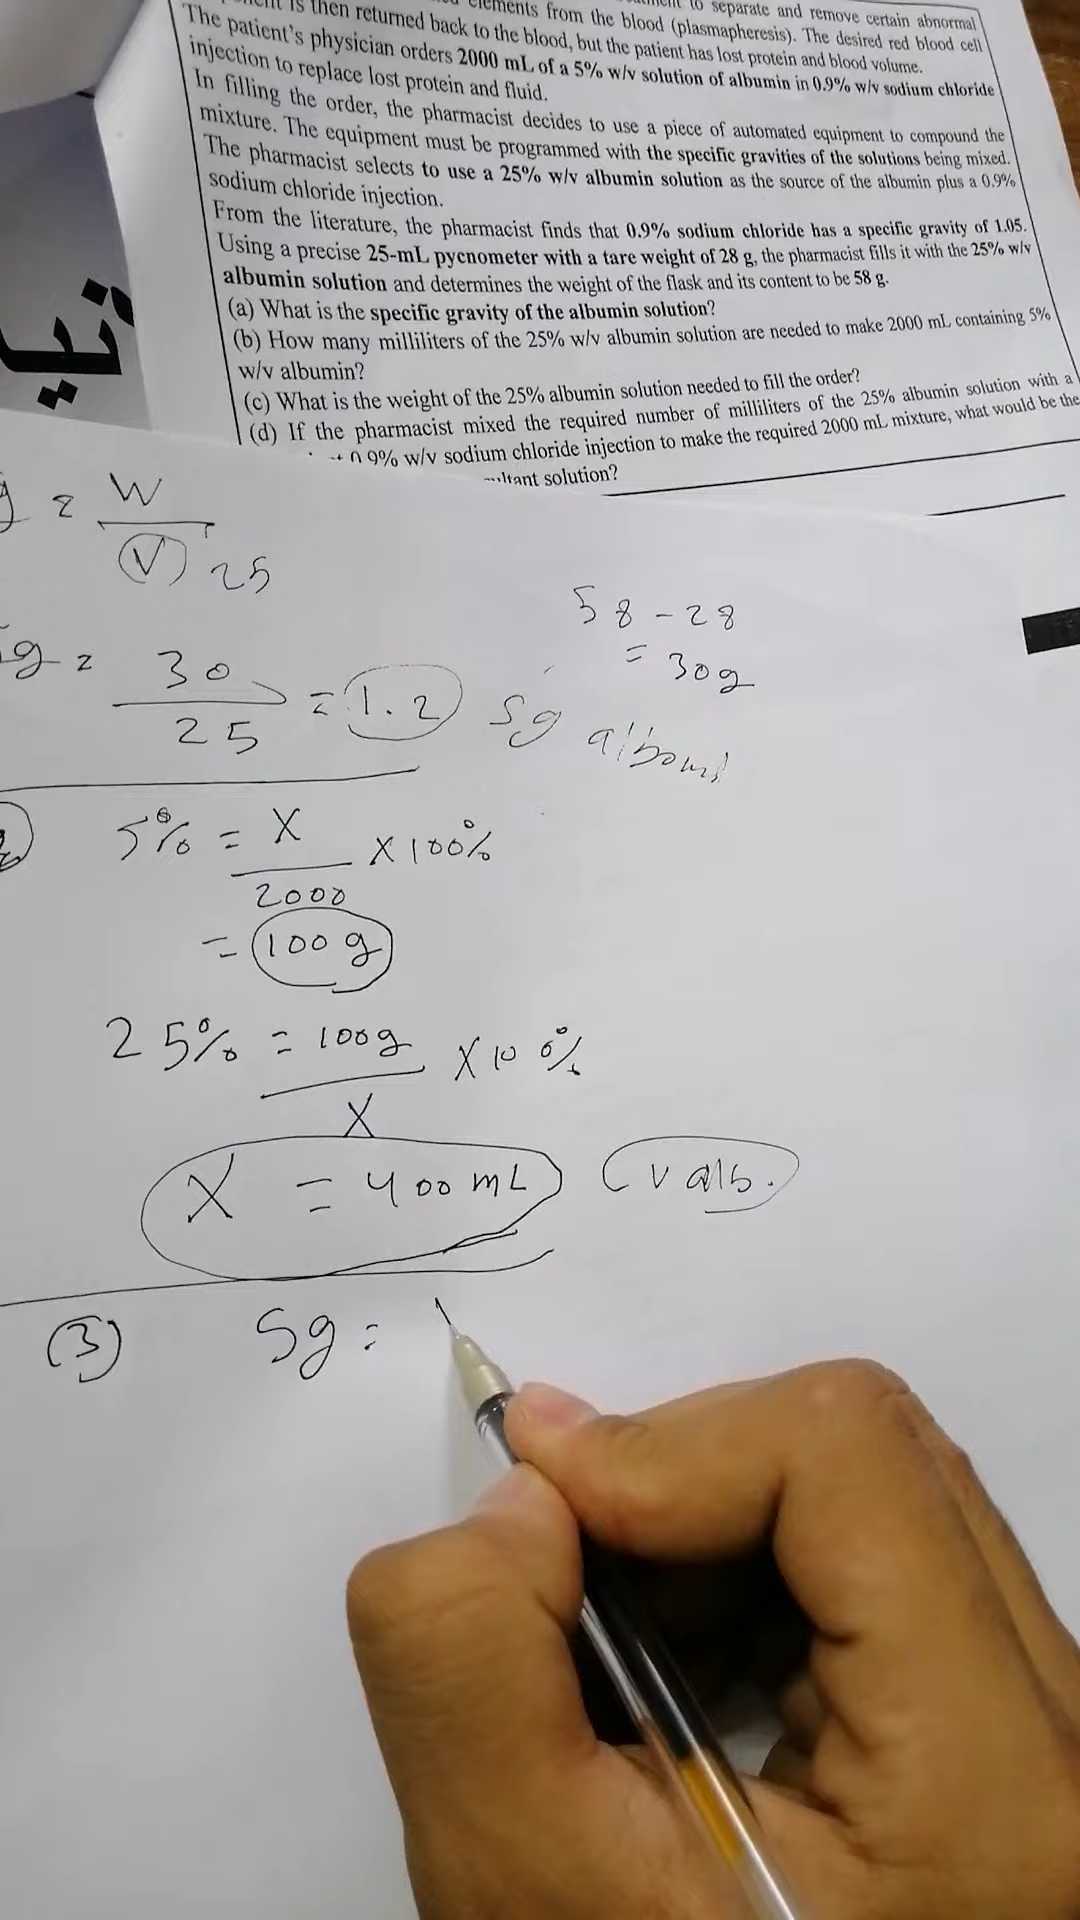 to separate and remove certain abnormal
elements from the blood (plasmapheresis). The desired red blood cell
is then returned back to the blood, but the patient has lost protein and blood volume.
The patient's physician orders 2000 mL of a 5% w/v solution of albumin in 0.9% w/v sodium chloride
injection to replace lost protein and fluid.
In filling the order, the pharmacist decides to use a piece of automated equipment to compound the
mixture. The equipment must be programmed with the specific gravities of the solutions being mixed.
The pharmacist selects to use a 25% w/v albumin solution as the source of the albumin plus a 0.9%
sodium chloride injection.
From the literature, the pharmacist finds that 0.9% sodium chloride has a specific gravity of 1.05.
Using a precise 25-mL pycnometer with a tare weight of 28 g, the pharmacist fills it with the 25% w/v
albumin solution and determines the weight of the flask and its content to be 58 g.
(a) What is the specific gravity of the albumin solution?
(b) How many milliliters of the 25% w/v albumin solution are needed to make 2000 mL containing 5%
w/v albumin?
(c) What is the weight of the 25% albumin solution needed to fill the order?
(d) If the pharmacist mixed the required number of milliliters of the 25% albumin solution with a
0.9% w/v sodium chloride injection to make the required 2000 mL mixture, what would be the
solution?
g = W
V 25
58 - 28
= 30g
g = 30
25
= 1.2 Sg
5% = X
2000
X 100%
= 100 g
25% = 100g
X
X 100%
X = 400 mL (v alb.
(3) Sg =